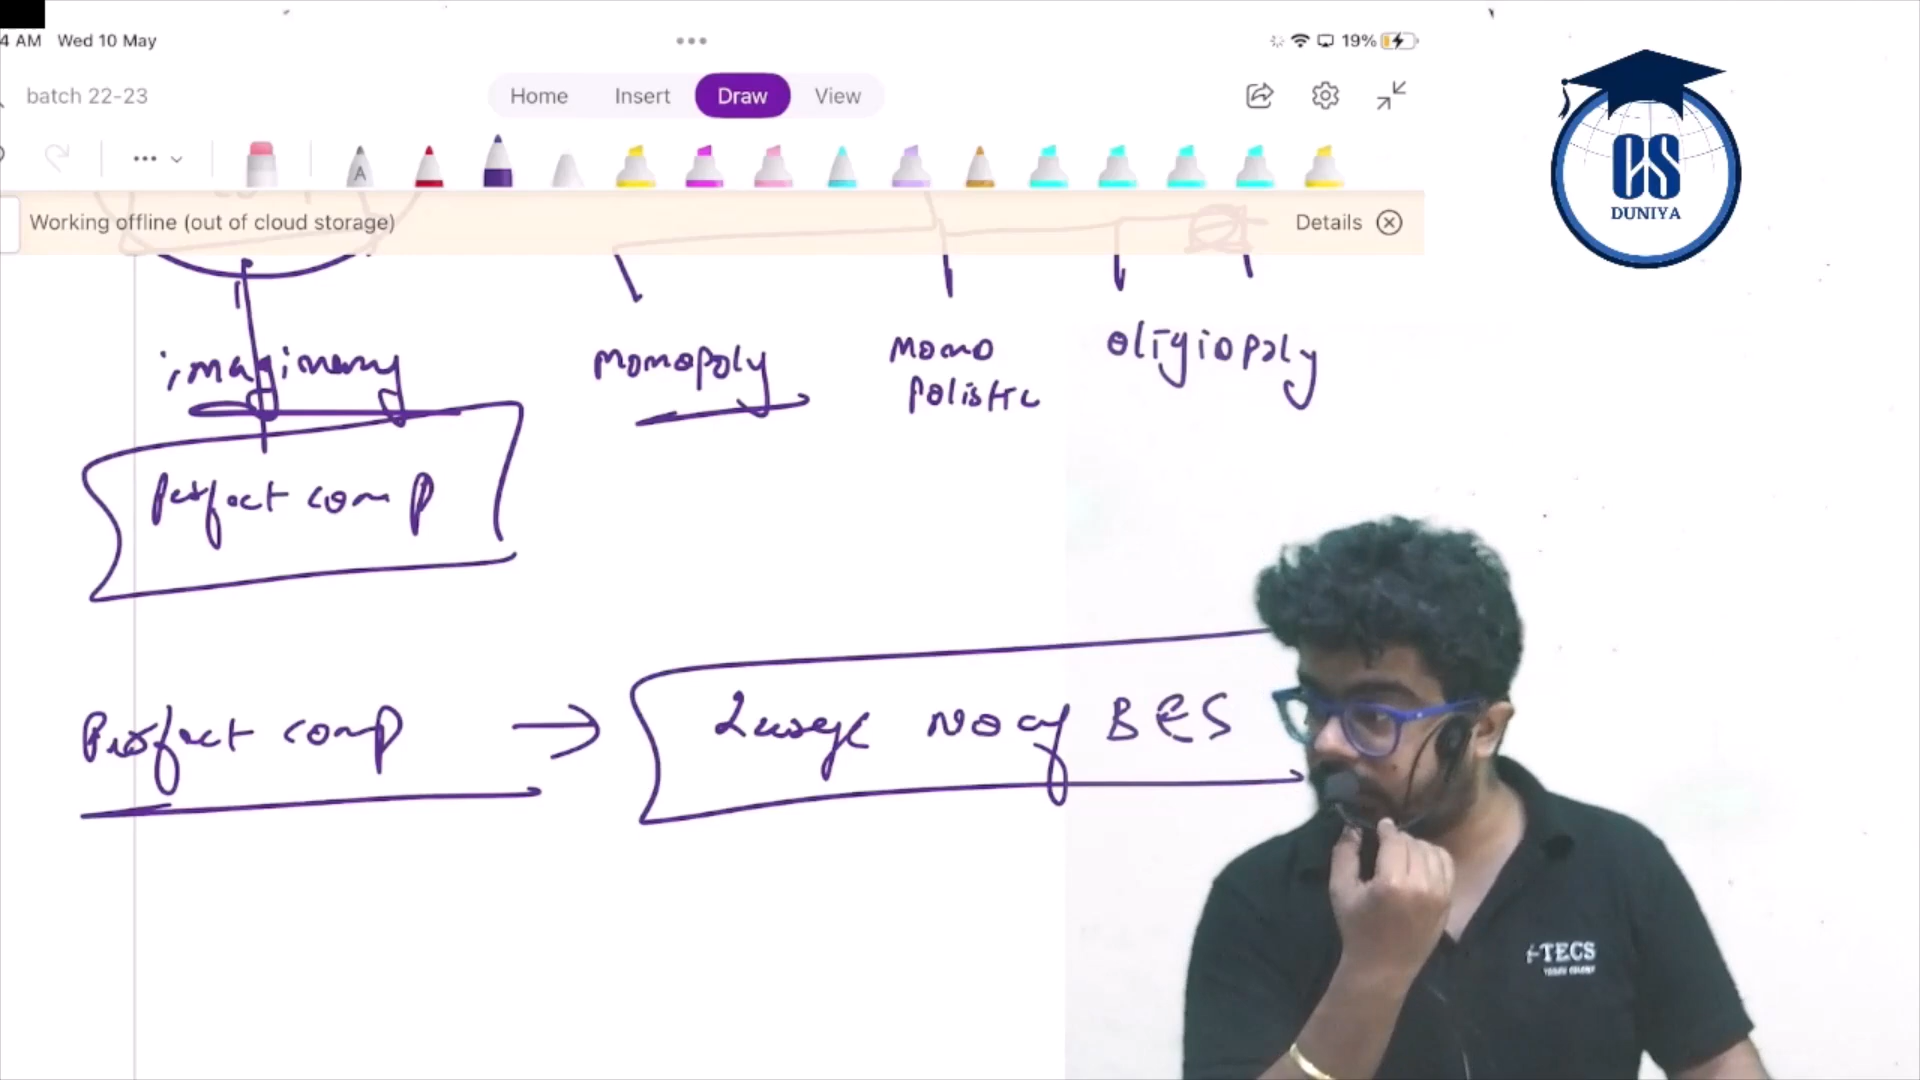 4 AM Wed 10 May
19%
batch 22-23
Home Insert Draw View
A
Working offline (out of cloud storage)
Details
CS
DUNIYA
imaginary
monopoly
mono
polistic
oligiopoly
Perfect comp
Perfect comp → Large No of B & S
i-TECS